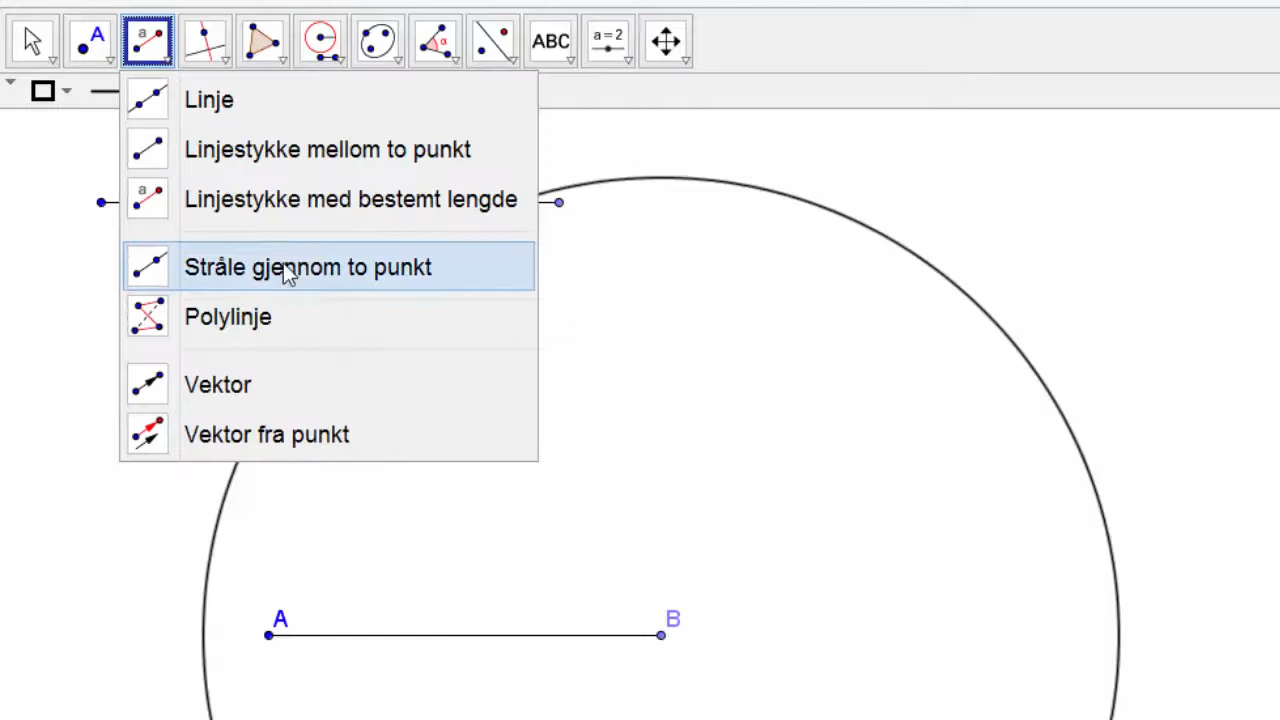 A
a
α
ABC
a=2
Linje
Linjestykke mellom to punkt
a
Linjestykke med bestemt lengde
Stråle gjennom to punkt
Polylinje
Vektor
Vektor fra punkt
A
B